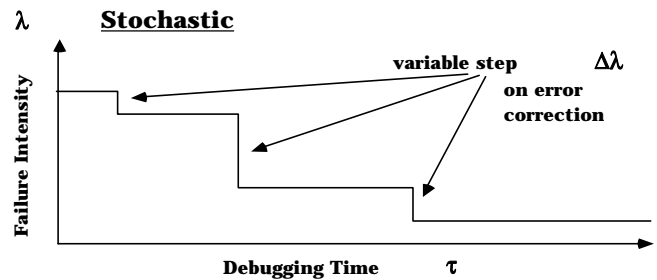 λ Stochastic
variable step Δλ
on error
correction
Failure Intensity
Debugging Time τ